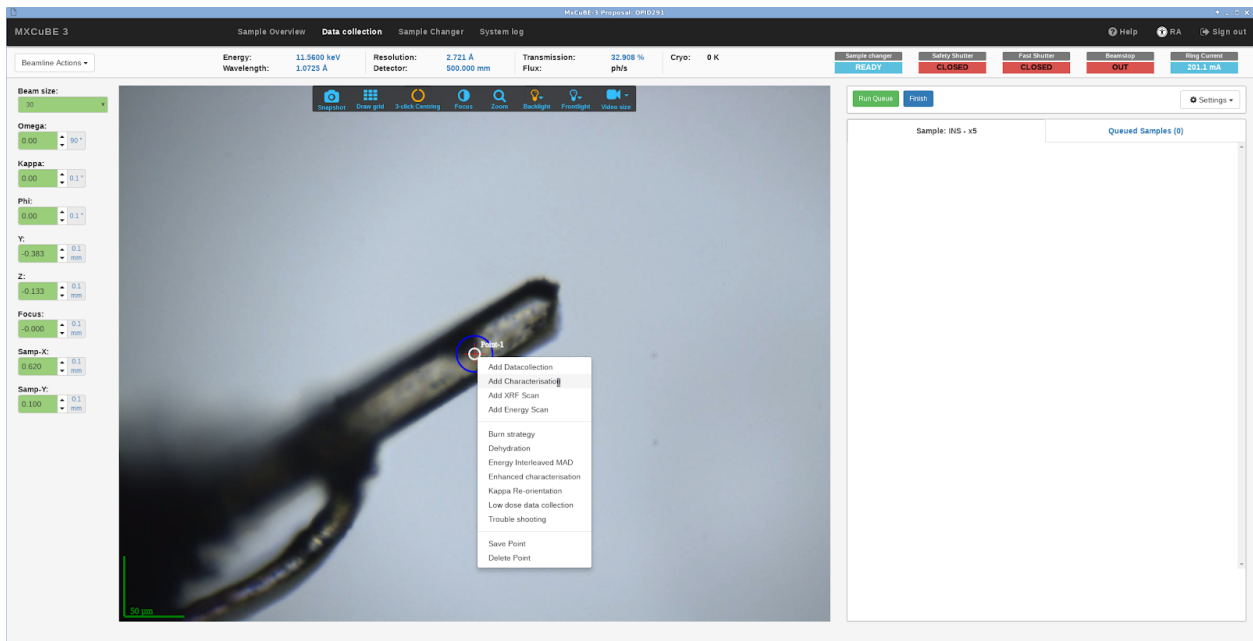 MXCuBE-3 Proposal: OPID291
MXCuBE 3 Sample Overview Data collection Sample Changer System log Help RA Sign out
Beamline Actions
Energy: 11.5600 keV Resolution: 2.721 Å Transmission: 32.908 % Cryo: 0 K
Wavelength: 1.0725 Å Detector: 500.000 mm Flux: ph/s
Sample changer Safety Shutter Fast Shutter Beamstop Ring Current
READY CLOSED CLOSED OUT 201.1 mA
Beam size:
30
Omega:
0.00 90 °
Kappa:
0.00 0.1 °
Phi:
0.00 0.1 °
Y:
-0.383 0.1 mm
Z:
-0.133 0.1 mm
Focus:
-0.000 0.1 mm
Samp-X:
0.620 0.1 mm
Samp-Y:
0.100 0.1 mm
Snapshot Draw grid 3-click Centring Focus Zoom Backlight Frontlight Video size
Point-1
Add Datacollection
Add Characterisation
Add XRF Scan
Add Energy Scan
Burn strategy
Dehydration
Energy Interleaved MAD
Enhanced characterisation
Kappa Re-orientation
Low dose data collection
Trouble shooting
Save Point
Delete Point
50 µm
Run Queue Finish Settings
Sample: INS - x5 Queued Samples (0)